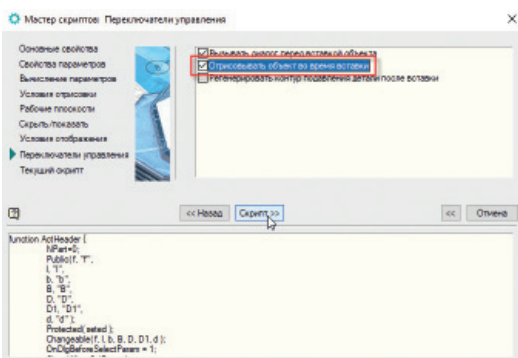 Мастер скриптов: Переключатели управления
Основные свойства
Свойства параметров
Вычисление параметров
Условия отрисовки
Рабочие плоскости
Скрыть/показать
Условия отображения
Переключатели управления
Текущий скрипт
Вызывать диалог перед вставкой объекта
Отрисовывать объект во время вставки
Регенерировать контур подавления детали после вставки
<< Назад
Скрипт >>
<<
Отмена
function ActHeader {
NPart=0;
Public(f, "f",
l, "l",
b, "b",
B, "B",
D, "D",
D1, "D1",
d, "d" );
Protected( seted );
Changeable( f, l, b, B, D, D1, d );
OnDlgBeforeSelectParam = 1;